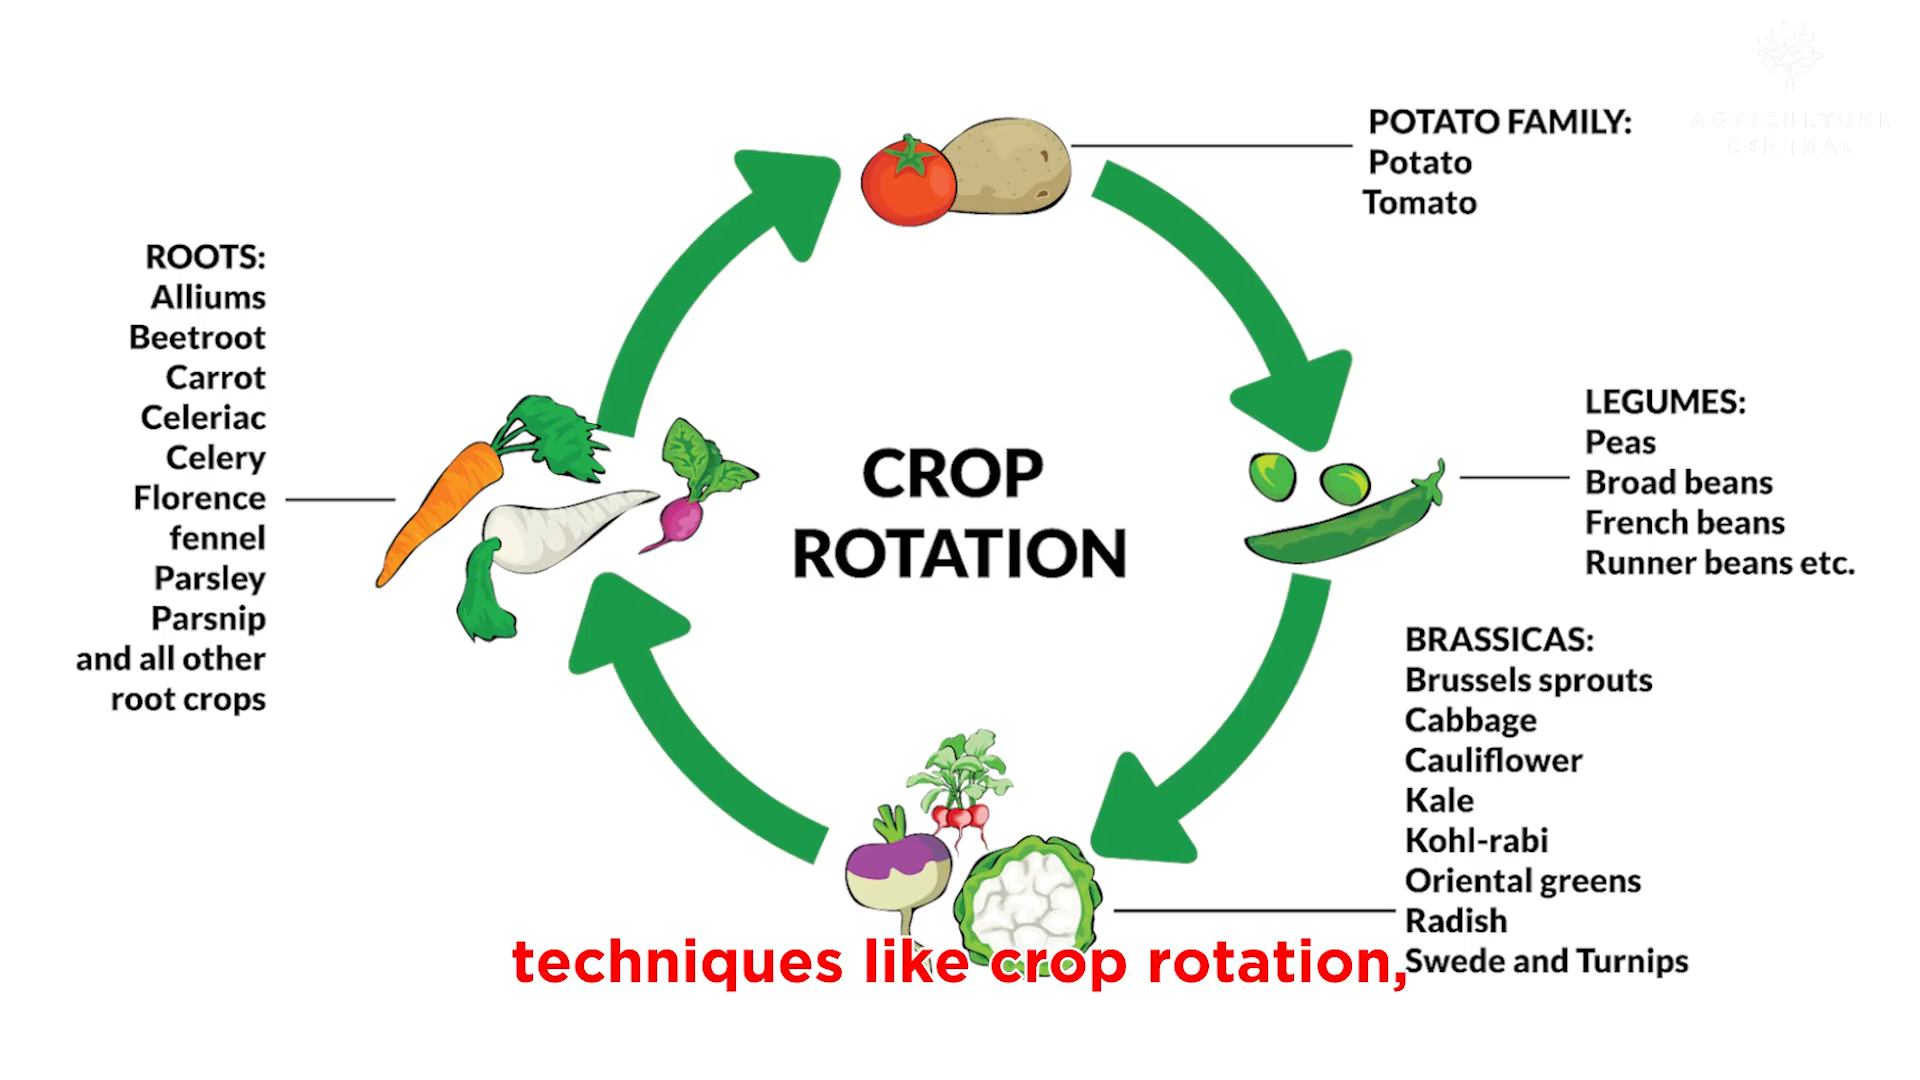 AGRICULTURE
CENTRAL
POTATO FAMILY:
Potato
Tomato
ROOTS:
Alliums
Beetroot
Carrot
Celeriac
Celery
Florence
fennel
Parsley
Parsnip
and all other
root crops
CROP
ROTATION
LEGUMES:
Peas
Broad beans
French beans
Runner beans etc.
BRASSICAS:
Brussels sprouts
Cabbage
Cauliflower
Kale
Kohl-rabi
Oriental greens
Radish
Swede and Turnips
techniques like crop rotation,